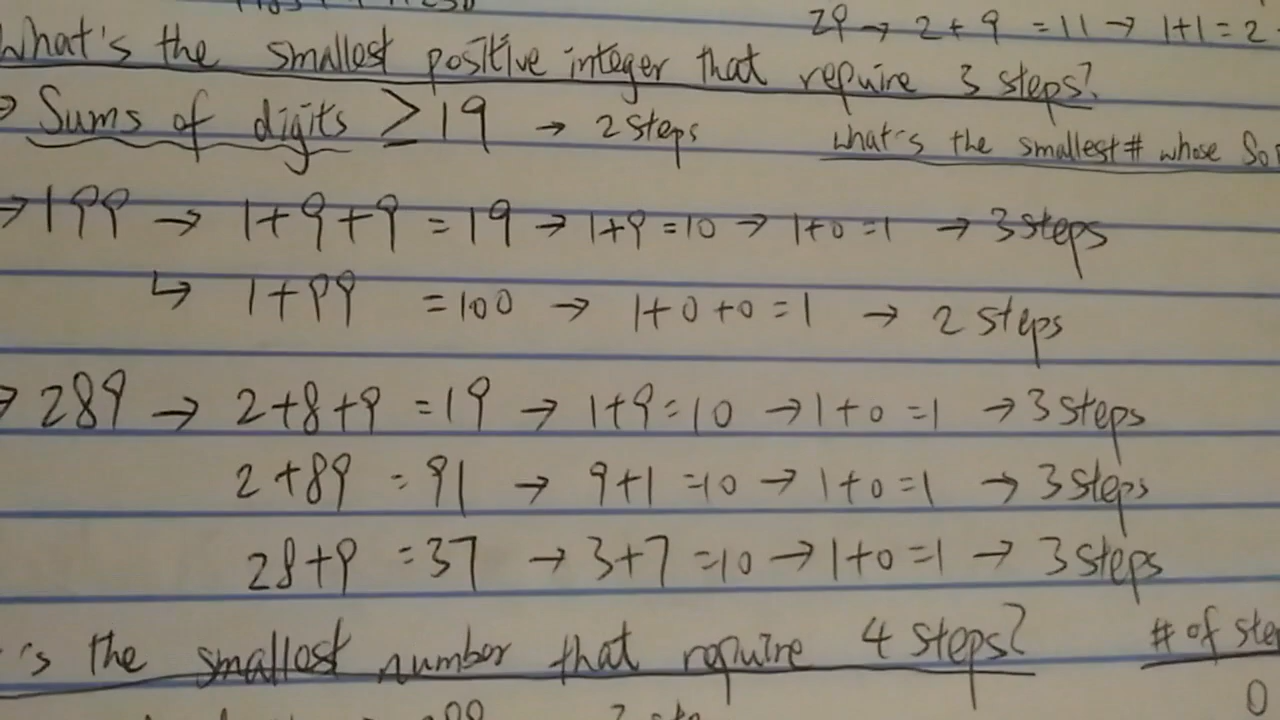 29 → 2+9 = 11 → 1+1 = 2
What's the smallest positive integer that require 3 steps?
→ Sums of digits ≥ 19 → 2 steps
What's the smallest # whose
→ 199 → 1+9+9 = 19 → 1+9 = 10 → 1+0 = 1 → 3 steps
↳ 1+99 = 100 → 1+0+0 = 1 → 2 steps
→ 289 → 2+8+9 = 19 → 1+9 = 10 → 1+0 = 1 → 3 steps
2+89 = 91 → 9+1 = 10 → 1+0 = 1 → 3 steps
28+9 = 37 → 3+7 = 10 → 1+0 = 1 → 3 steps
's the smallest number that require 4 steps?
# of ste
0